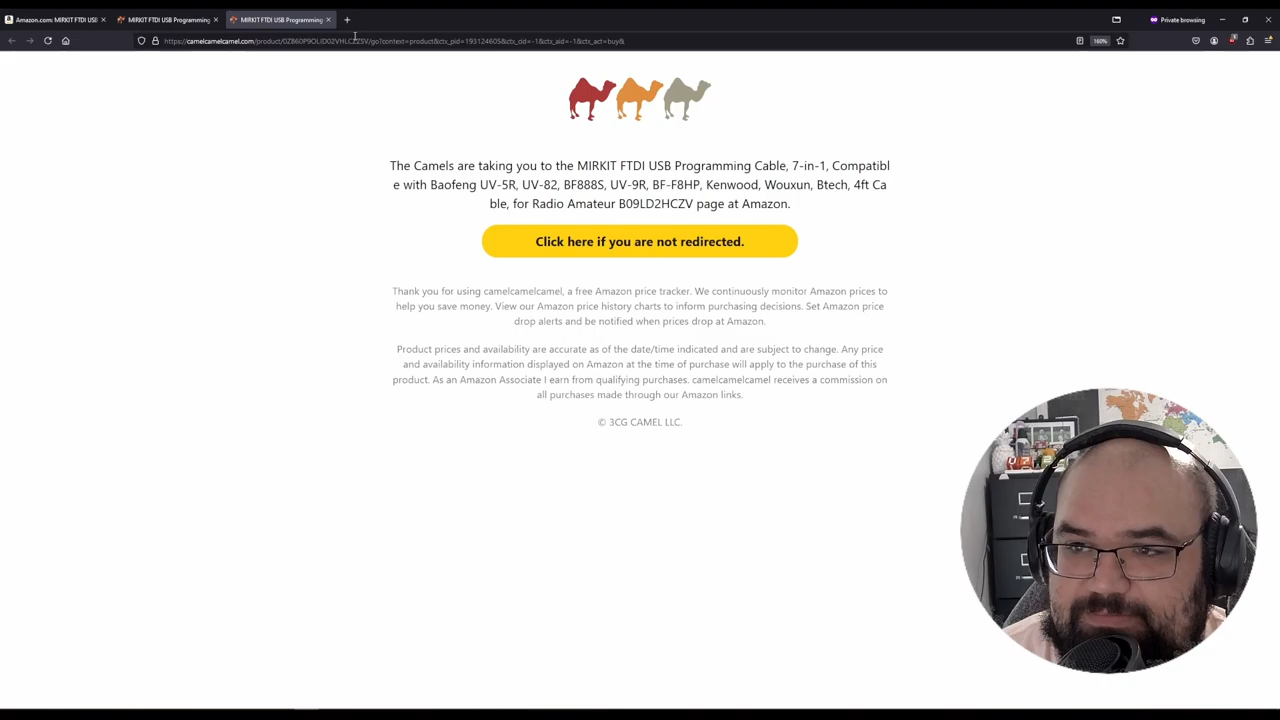 Amazon.com: MIRKIT FTDI USB
MIRKIT FTDI USB Programming
MIRKIT FTDI USB Programming
Private browsing
160%
The Camels are taking you to the MIRKIT FTDI USB Programming Cable, 7-in-1, Compatibl
e with Baofeng UV-5R, UV-82, BF888S, UV-9R, BF-F8HP, Kenwood, Wouxun, Btech, 4ft Ca
ble, for Radio Amateur B09LD2HCZV page at Amazon.
Click here if you are not redirected.
Thank you for using camelcamelcamel, a free Amazon price tracker. We continuously monitor Amazon prices to
help you save money. View our Amazon price history charts to inform purchasing decisions. Set Amazon price
drop alerts and be notified when prices drop at Amazon.
Product prices and availability are accurate as of the date/time indicated and are subject to change. Any price
and availability information displayed on Amazon at the time of purchase will apply to the purchase of this
product. As an Amazon Associate I earn from qualifying purchases. camelcamelcamel receives a commission on
all purchases made through our Amazon links.
© 3CG CAMEL LLC.